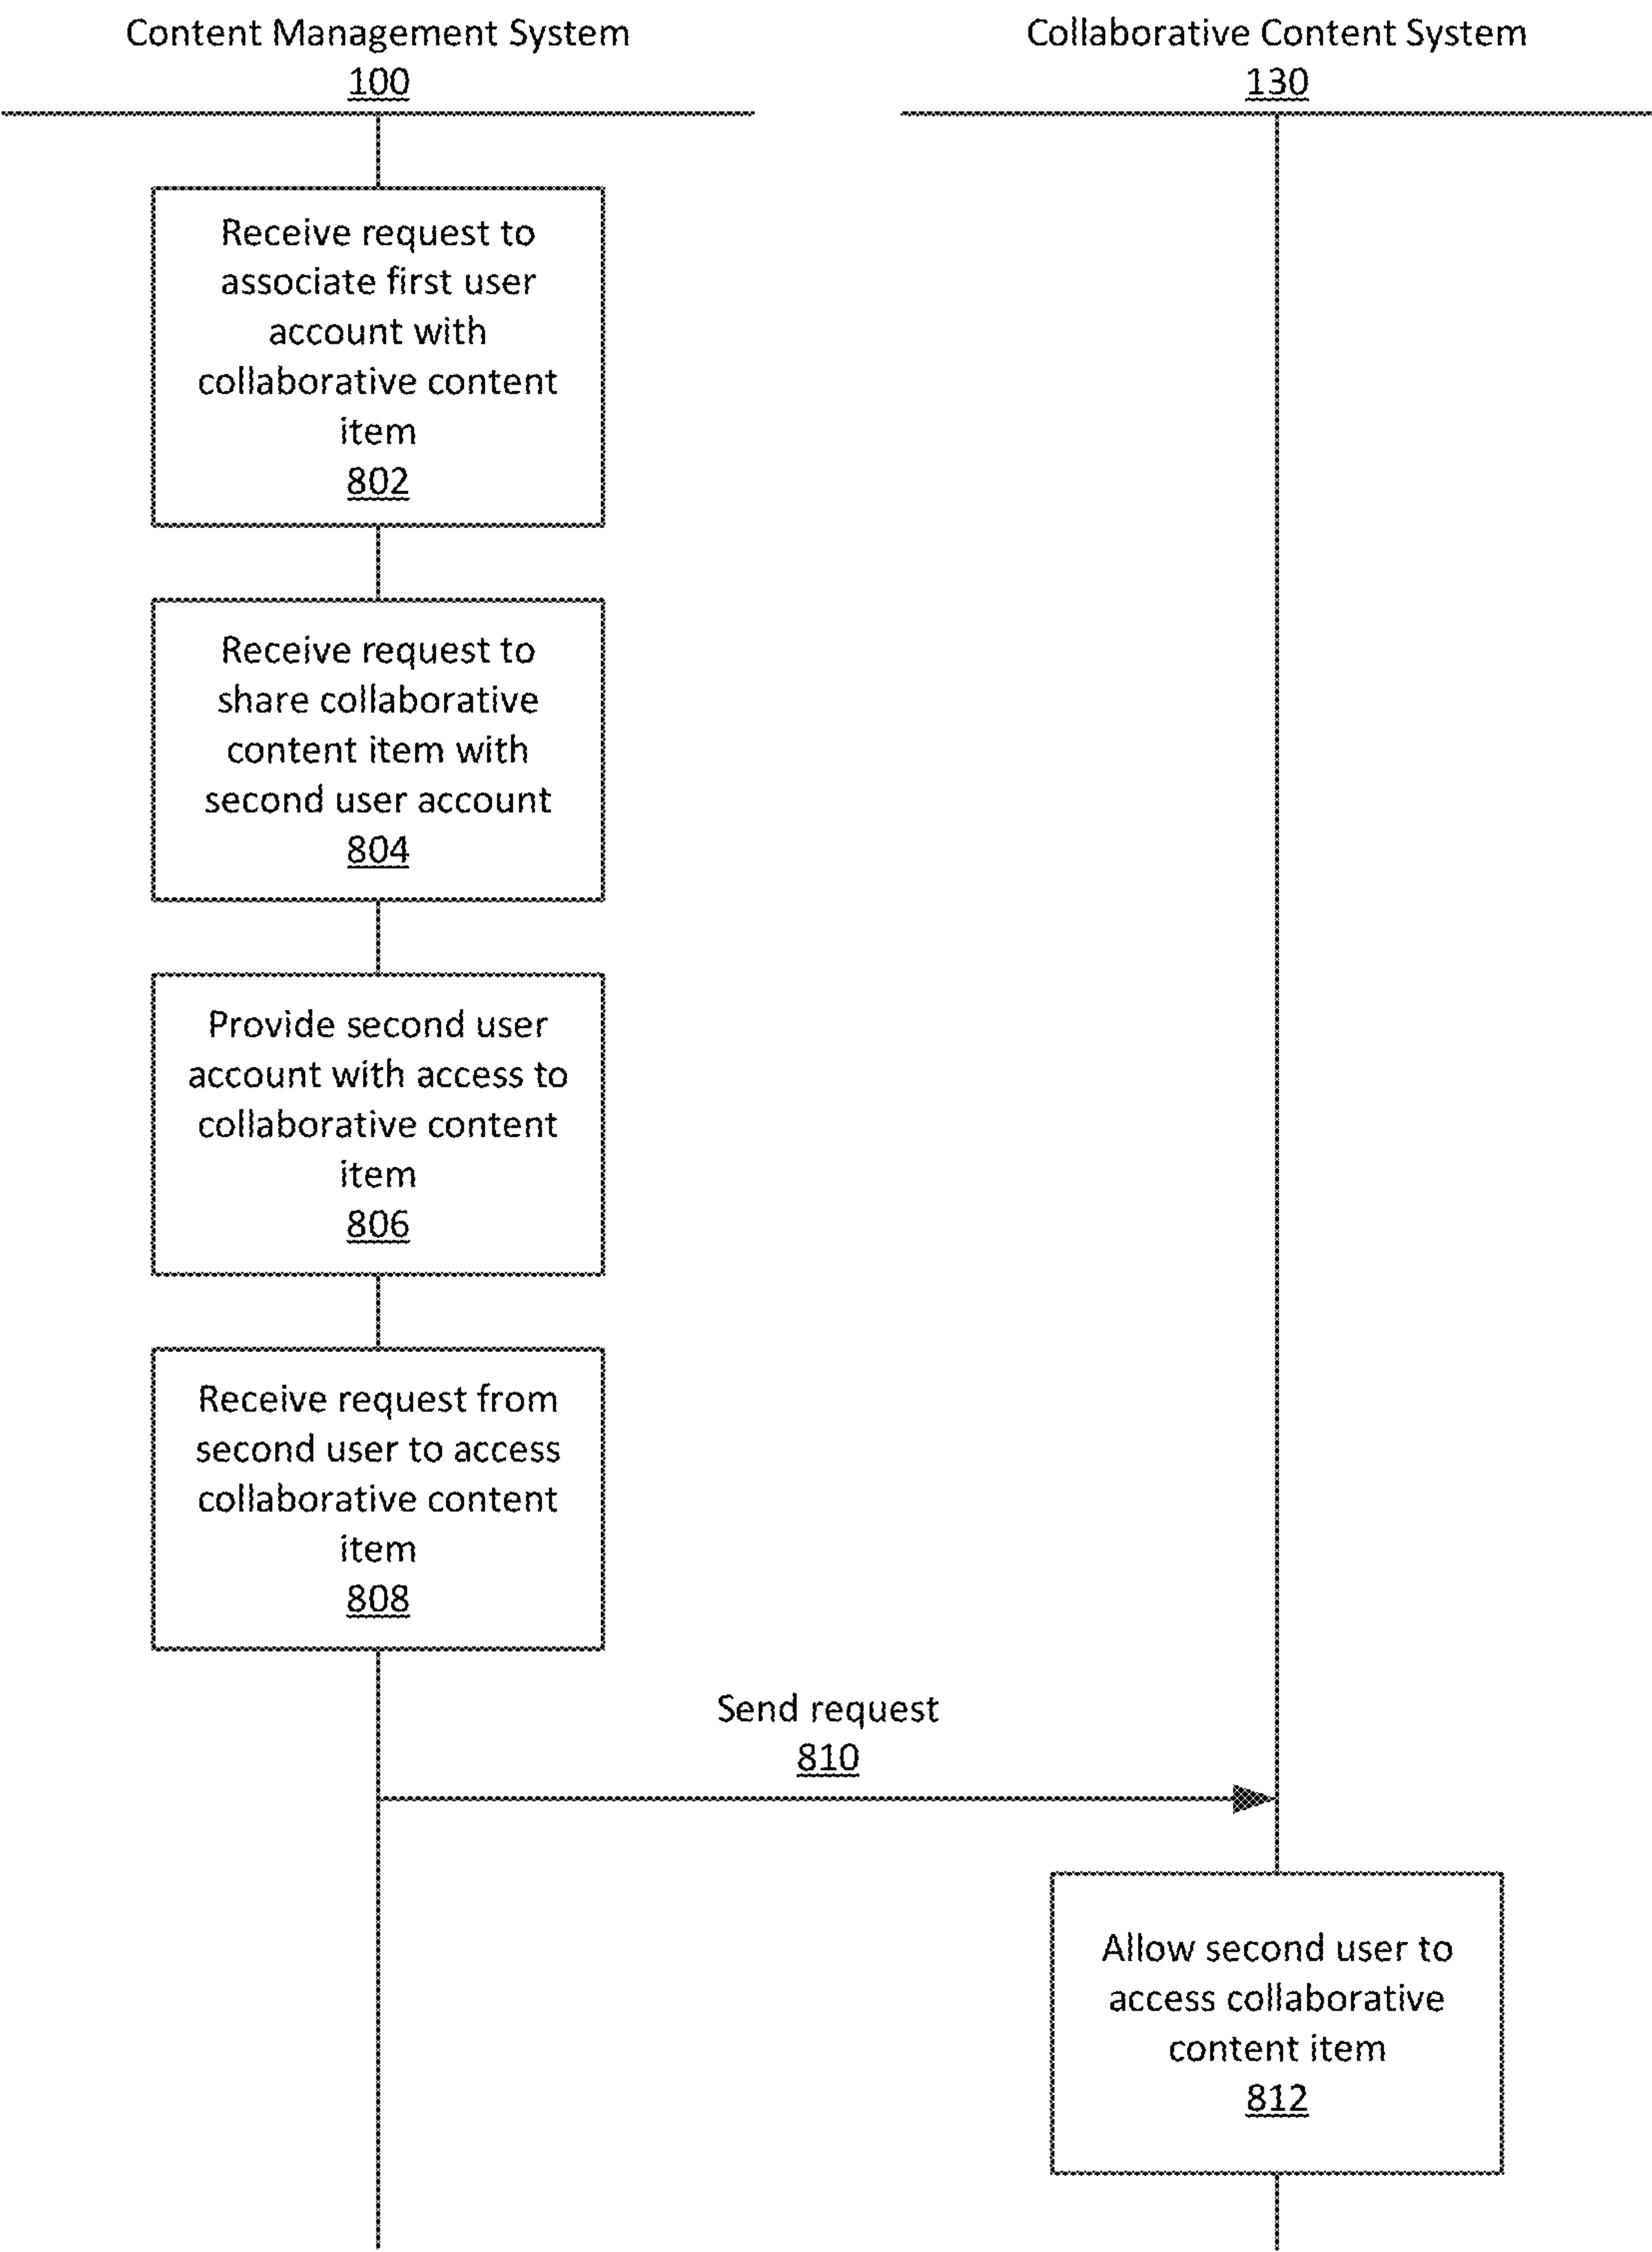 Content Management System
100
Collaborative Content System
130
Receive request to
associate first user
account with
collaborative content
item
802
Receive request to
share collaborative
content item with
second user account
804
Provide second user
account with access to
collaborative content
item
806
Receive request from
second user to access
collaborative content
item
808
Send request
810
Allow second user to
access collaborative
content item
812